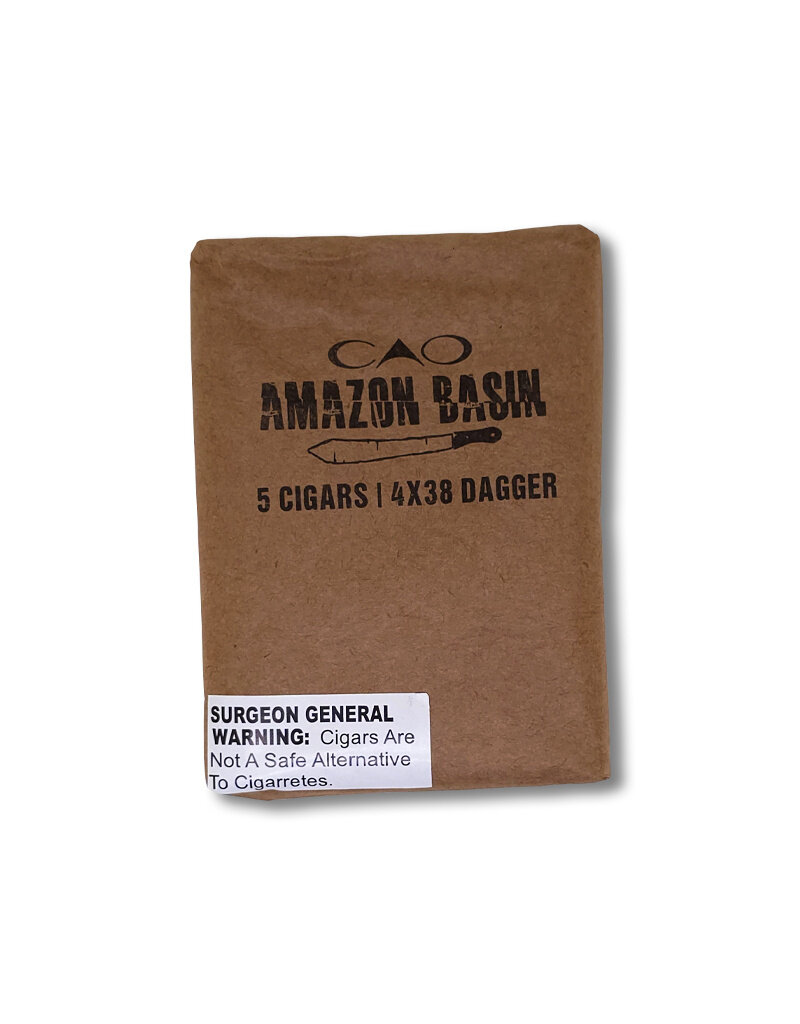 CAO
AMAZON BASIN
5 CIGARS | 4X38 DAGGER
SURGEON GENERAL
WARNING: Cigars Are
Not A Safe Alternative
To Cigarretes.